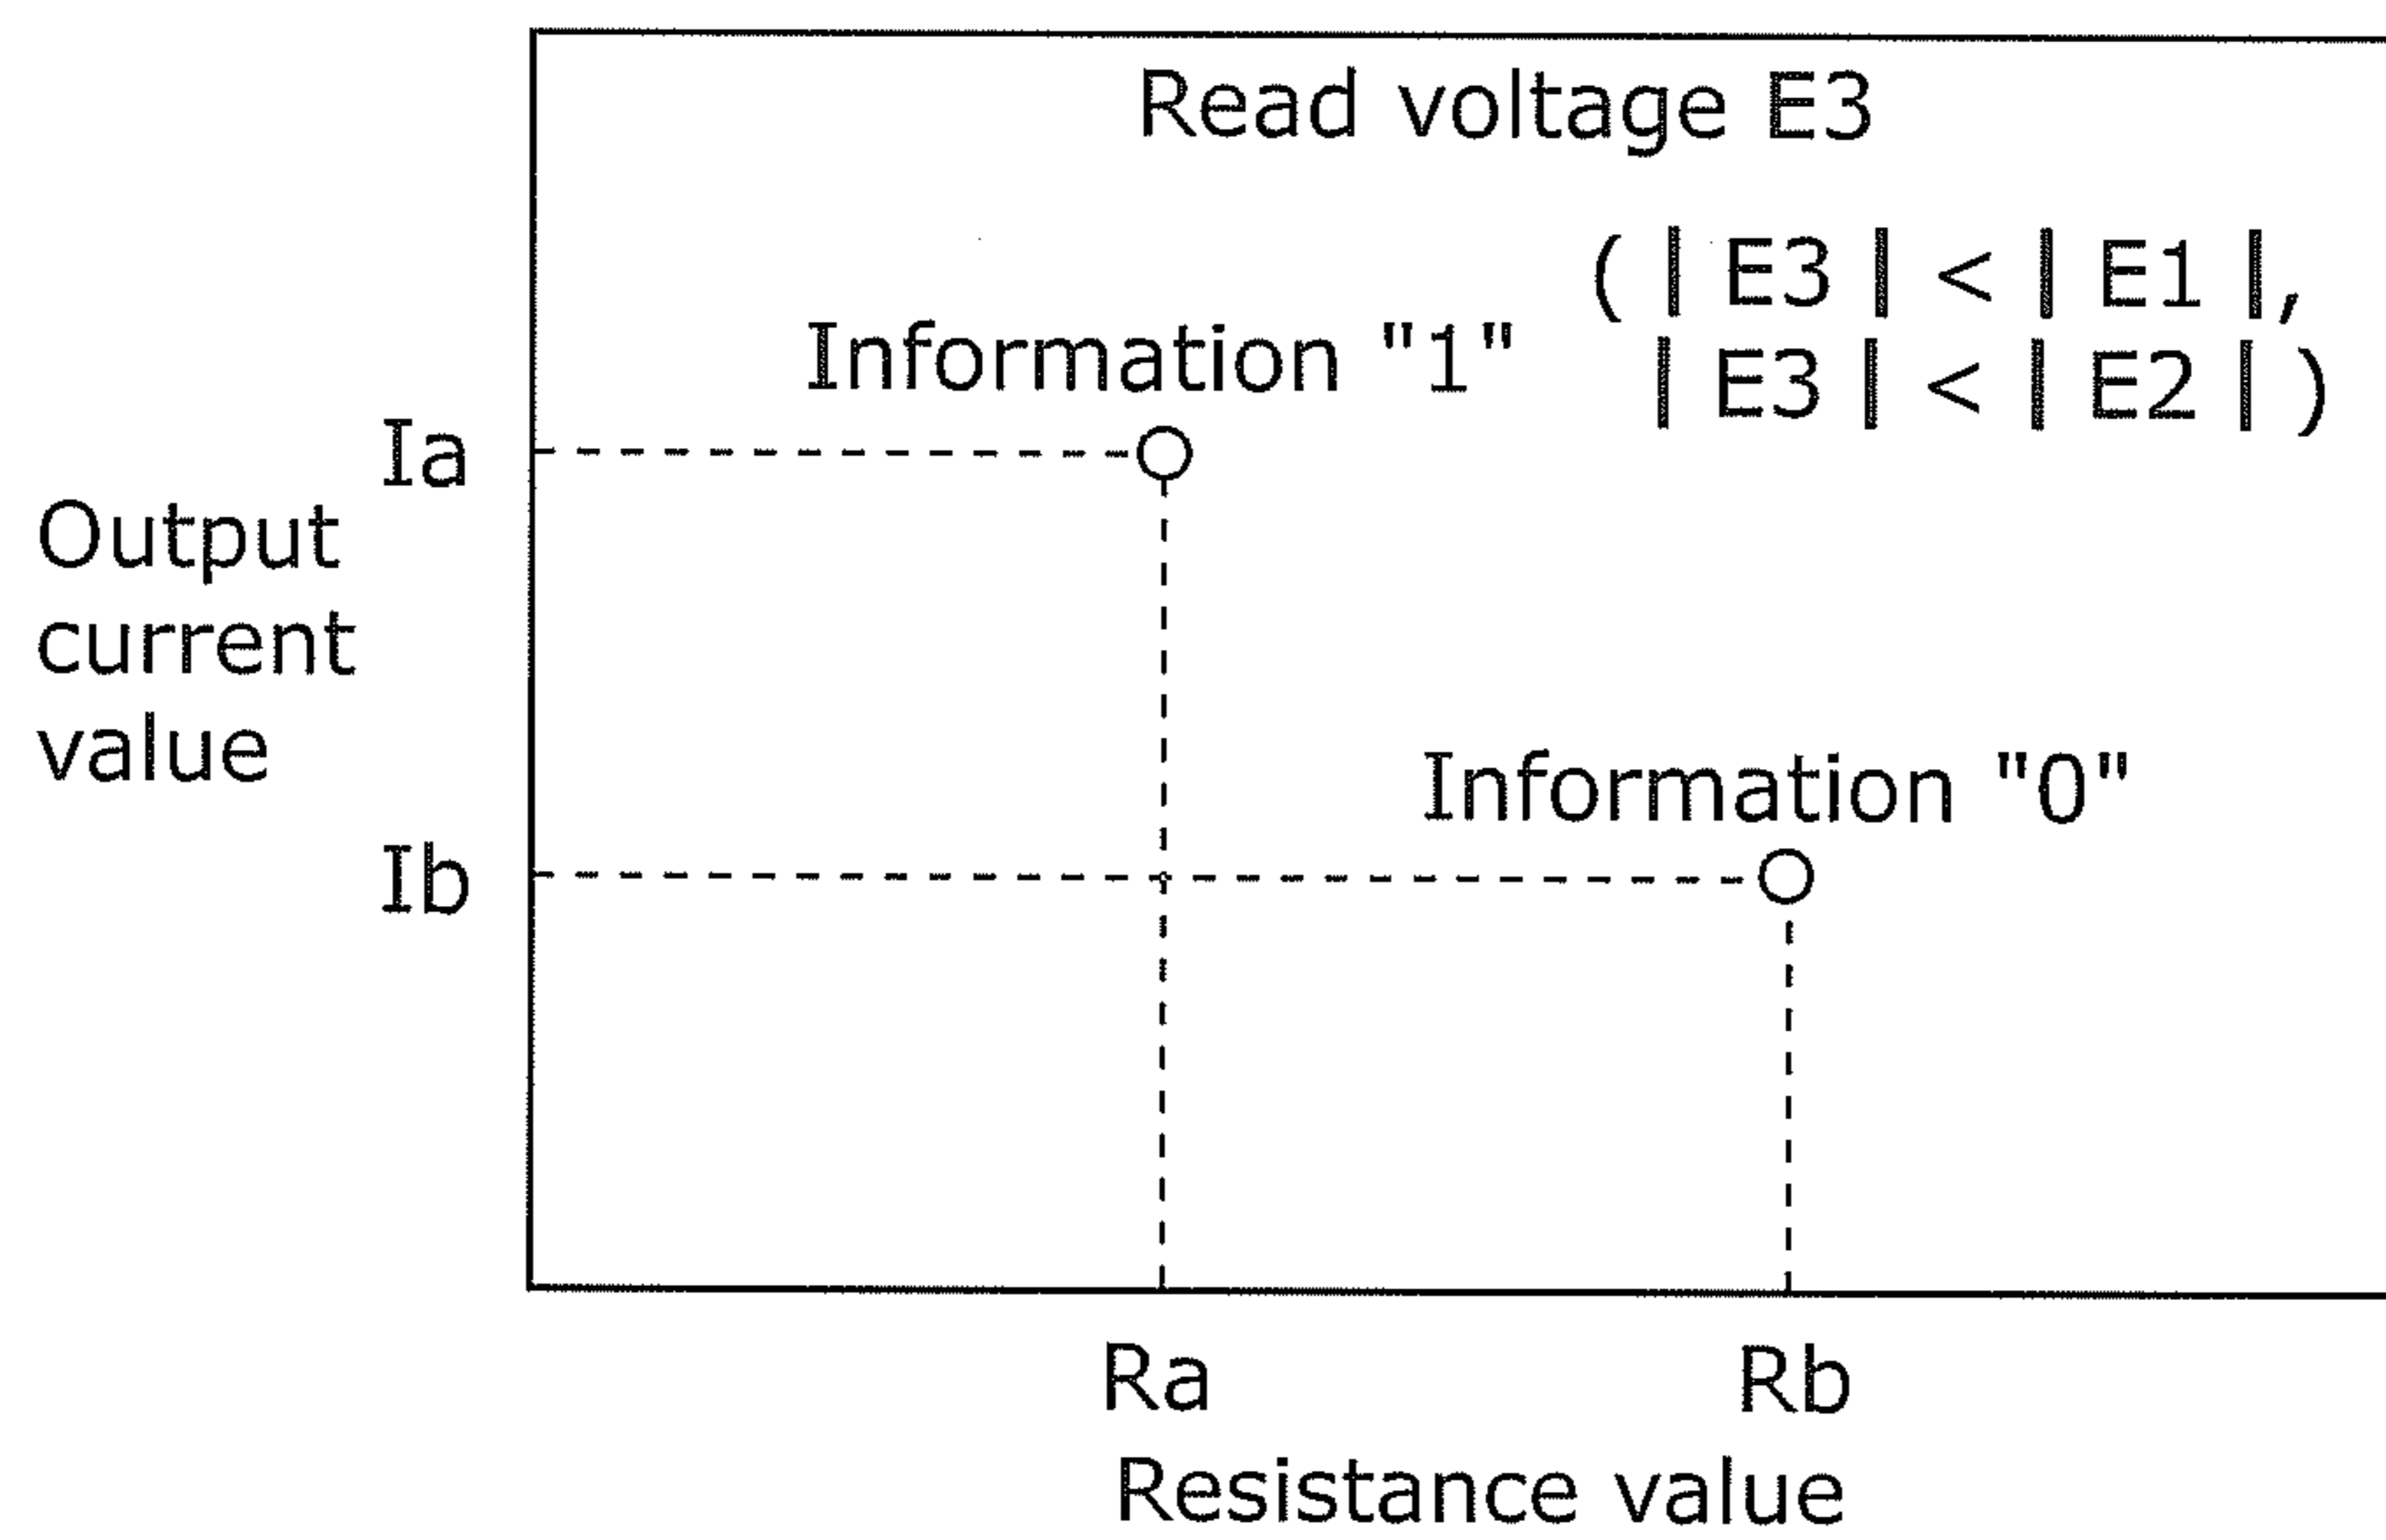 Read voltage E3
( | E3 | < | E1 |,
| E3 | < | E2 | )
Information "1"
Ia
Output
current
value
Information "0"
Ib
Ra
Rb
Resistance value